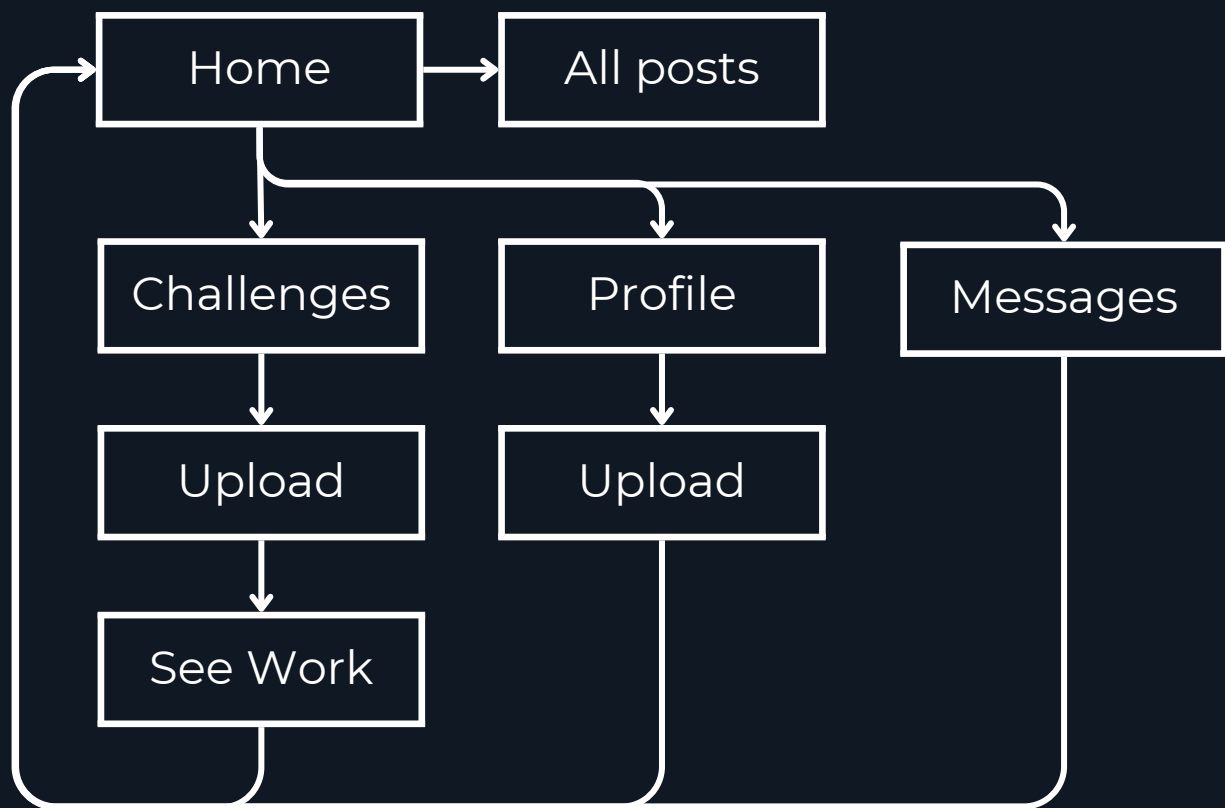 Home
All posts
Challenges
Profile
Messages
Upload
Upload
See Work